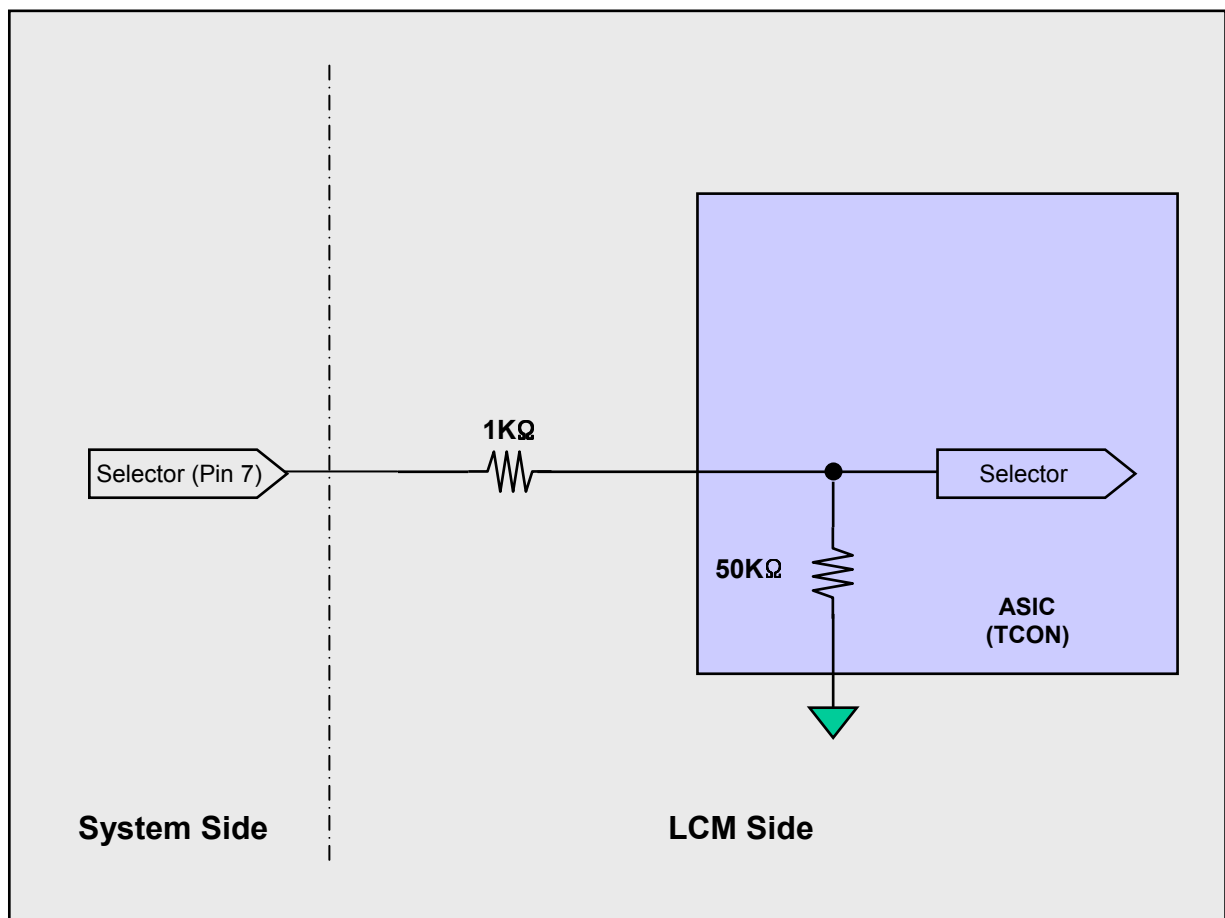 1KΩ
Selector (Pin 7)
Selector
50KΩ
ASIC
(TCON)
System Side
LCM Side